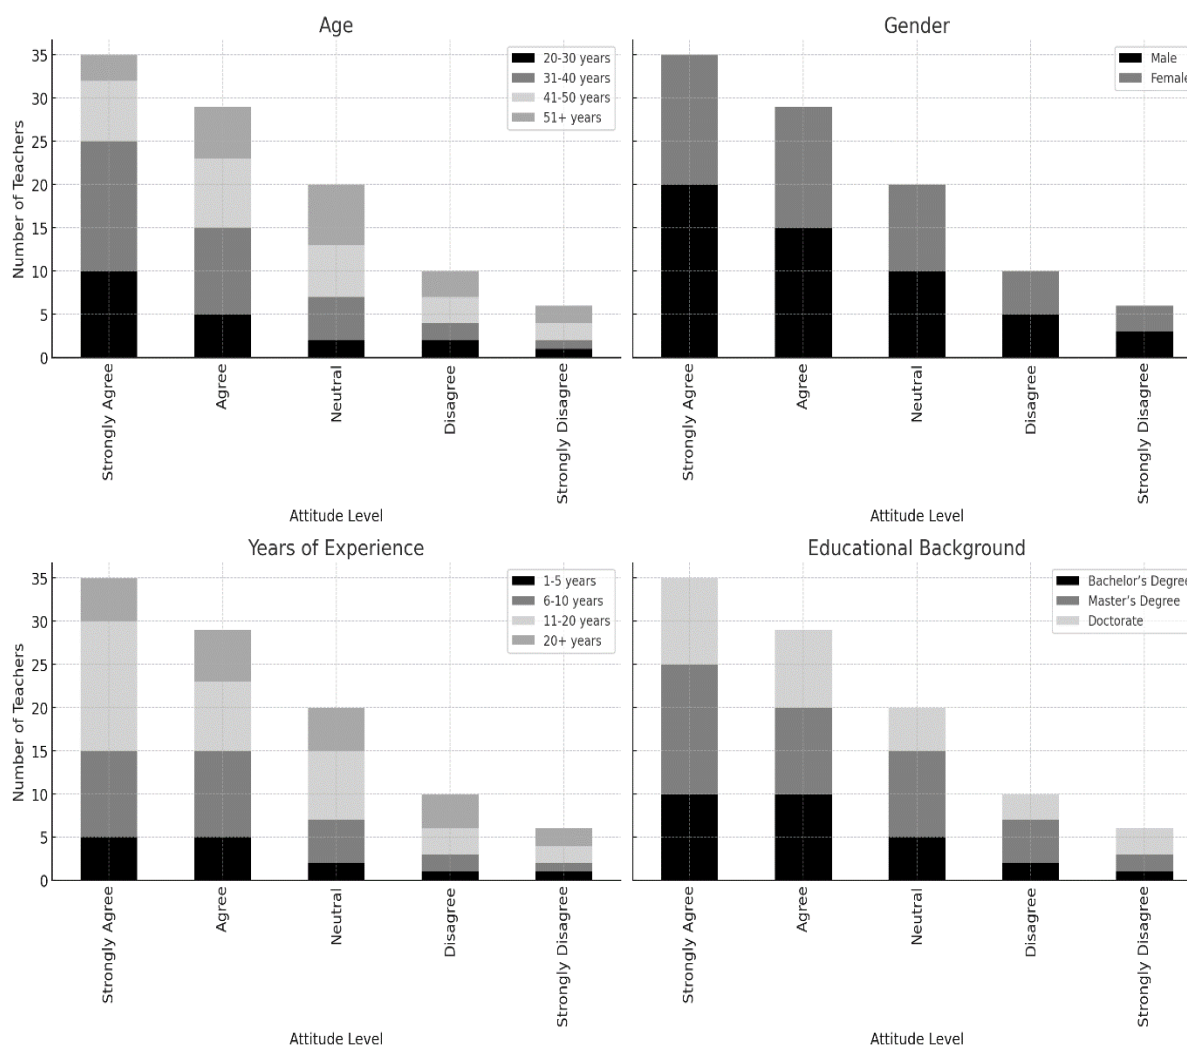 Age
Number of Teachers
35
30
25
20
15
10
5
0
20-30 years
31-40 years
41-50 years
51+ years
Strongly Agree
Agree
Neutral
Disagree
Strongly Disagree
Attitude Level
Gender
Male
Female
Strongly Agree
Agree
Neutral
Disagree
Strongly Disagree
Attitude Level
Years of Experience
Number of Teachers
35
30
25
20
15
10
5
0
1-5 years
6-10 years
11-20 years
20+ years
Strongly Agree
Agree
Neutral
Disagree
Strongly Disagree
Attitude Level
Educational Background
Bachelor’s Degree
Master’s Degree
Doctorate
Strongly Agree
Agree
Neutral
Disagree
Strongly Disagree
Attitude Level